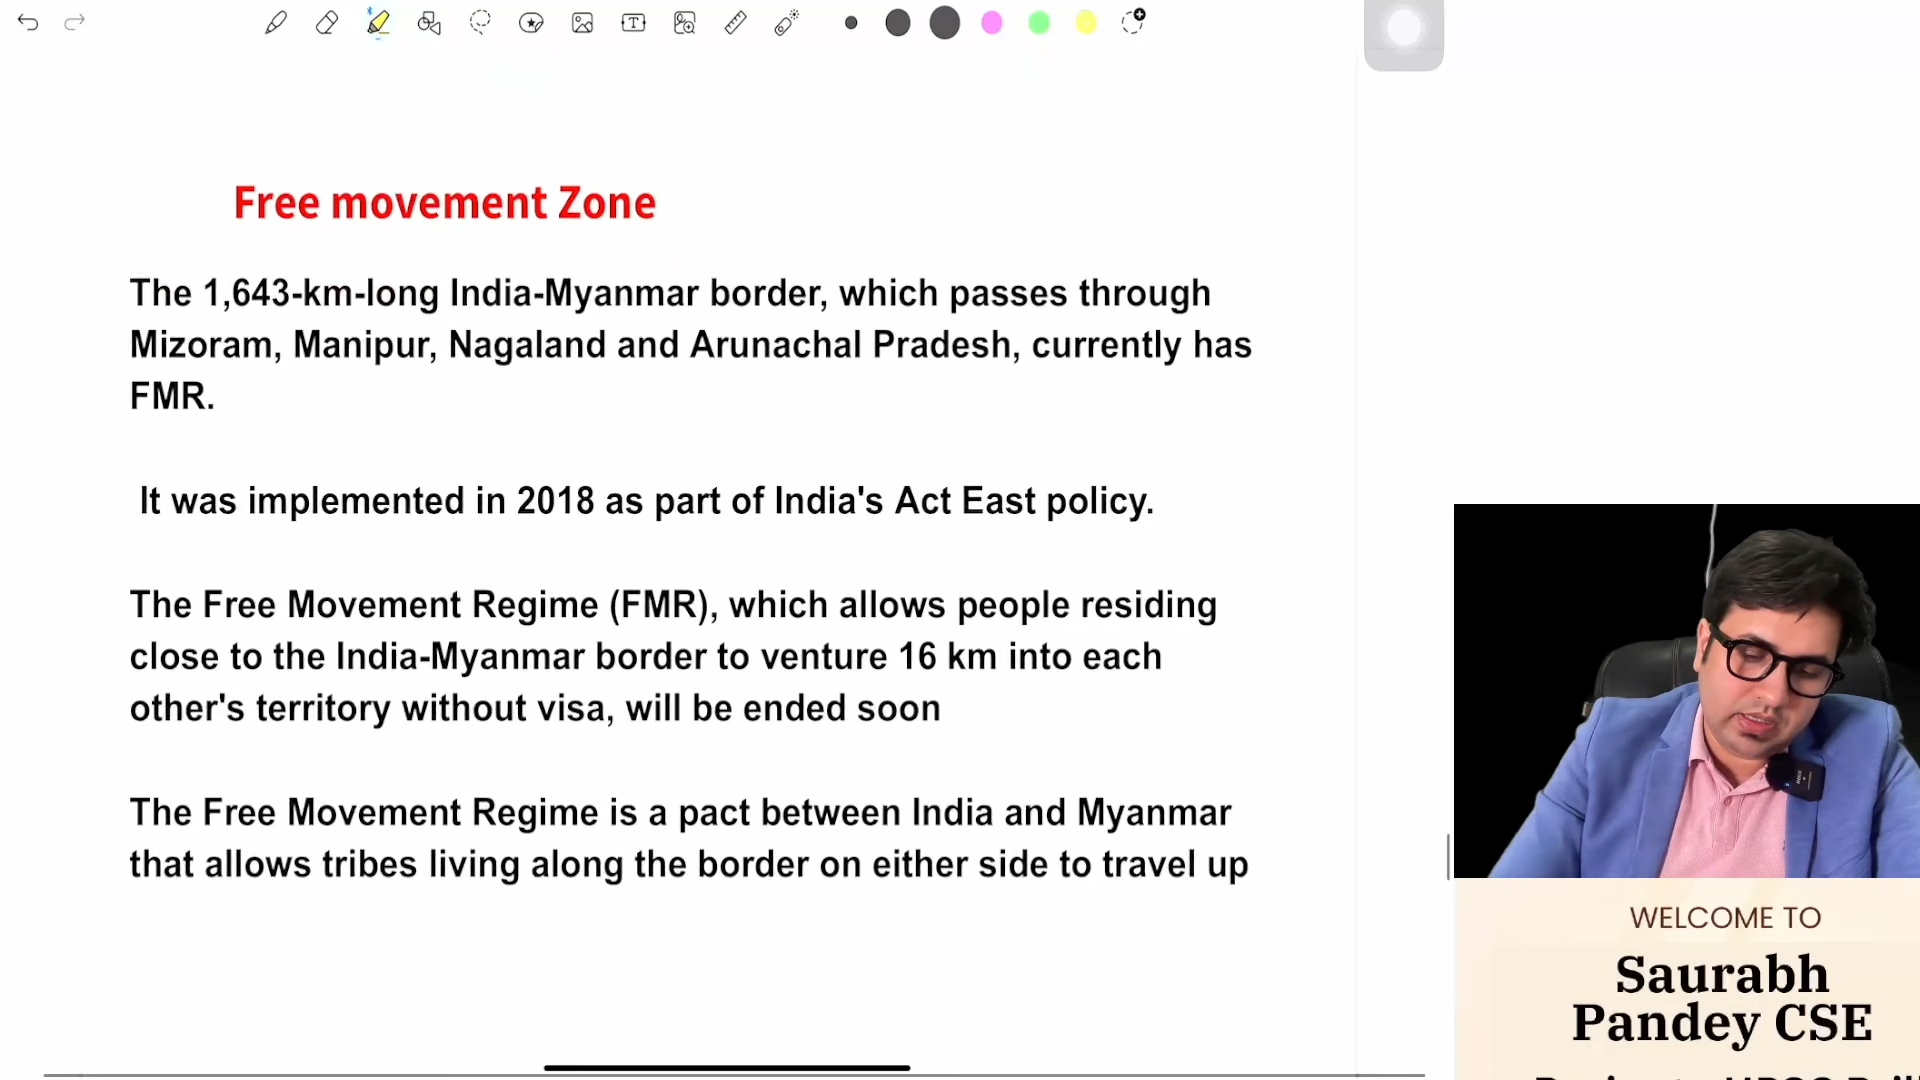 Free movement Zone
The 1,643-km-long India-Myanmar border, which passes through
Mizoram, Manipur, Nagaland and Arunachal Pradesh, currently has
FMR.
It was implemented in 2018 as part of India's Act East policy.
The Free Movement Regime (FMR), which allows people residing
close to the India-Myanmar border to venture 16 km into each
other's territory without visa, will be ended soon
The Free Movement Regime is a pact between India and Myanmar
that allows tribes living along the border on either side to travel up
WELCOME TO
Saurabh
Pandey CSE